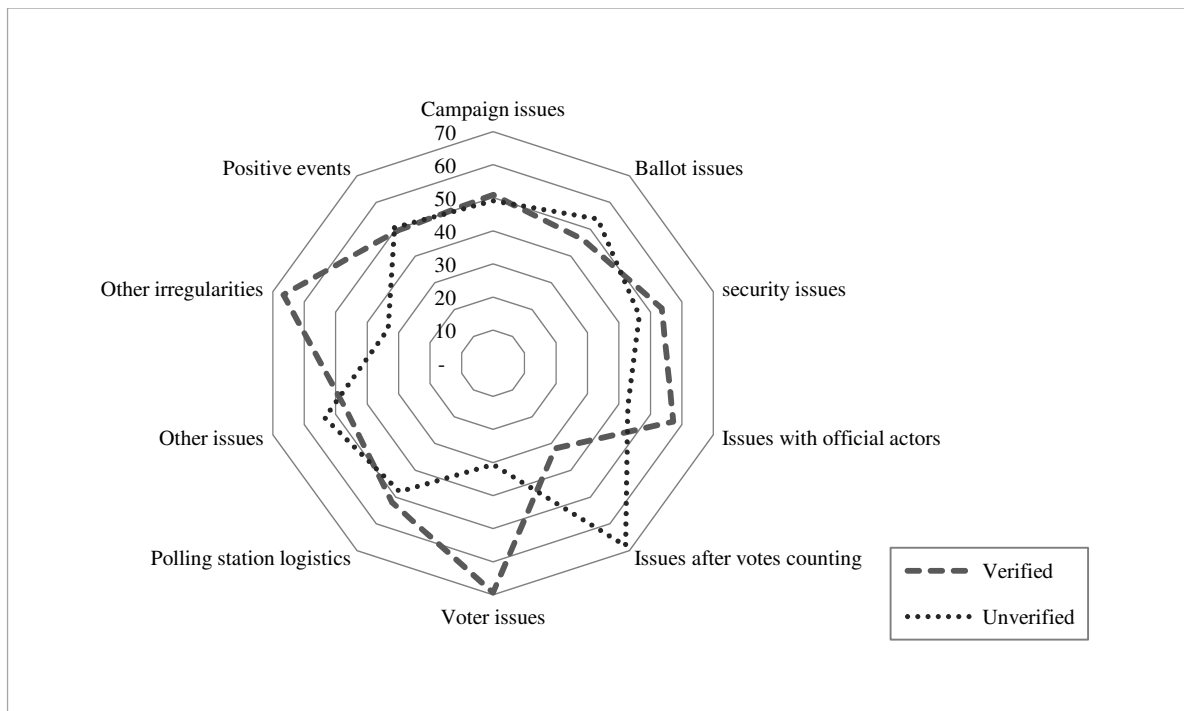 Campaign issues
70
60
50
40
30
20
10
-
Ballot issues
security issues
Issues with official actors
Issues after votes counting
Voter issues
Polling station logistics
Other issues
Other irregularities
Positive events
Verified
Unverified